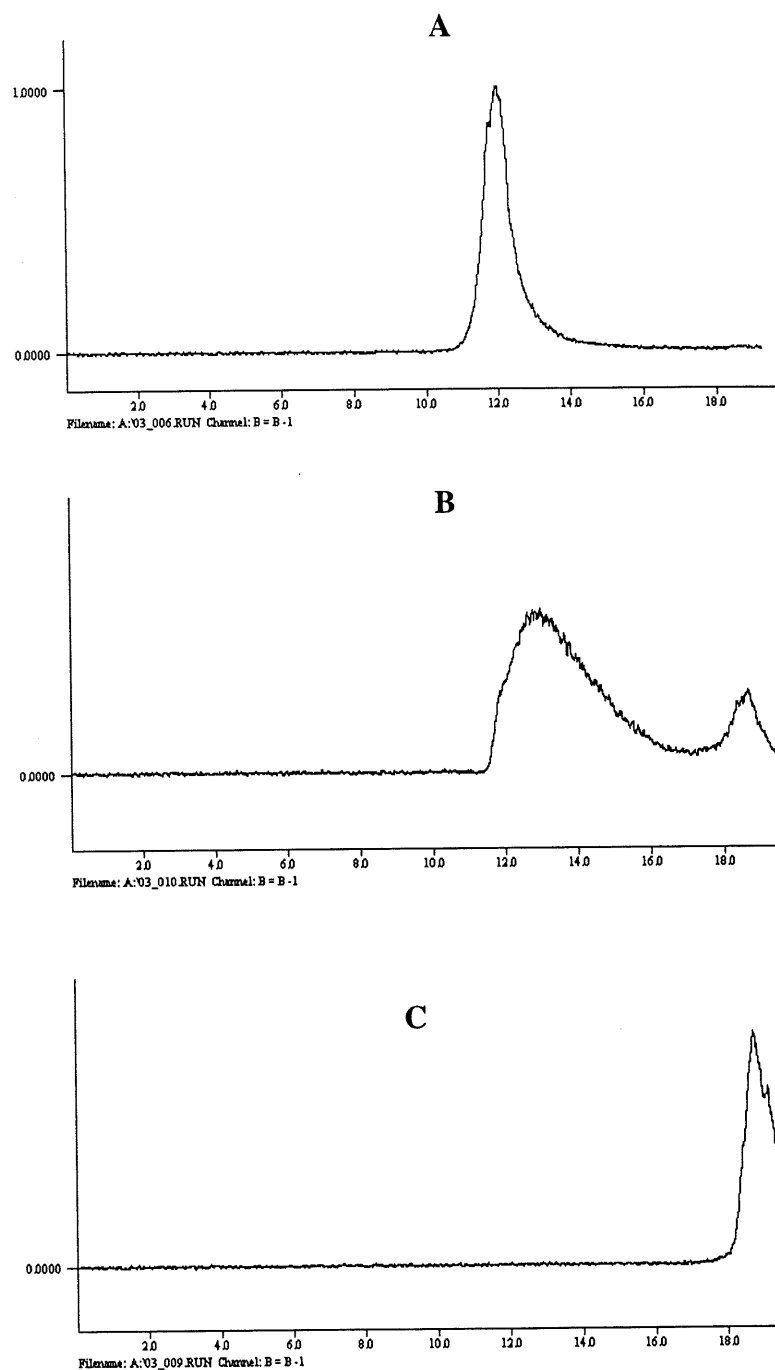 A
1.0000
0.0000
2.0 4.0 6.0 8.0 10.0 12.0 14.0 16.0 18.0
Filename: A:'03_006.RUN Channel: B = B-1
B
0.0000
2.0 4.0 6.0 8.0 10.0 12.0 14.0 16.0 18.0
Filename: A:'03_010.RUN Channel: B = B-1
C
0.0000
2.0 4.0 6.0 8.0 10.0 12.0 14.0 16.0 18.0
Filename: A:'03_009.RUN Channel: B = B-1